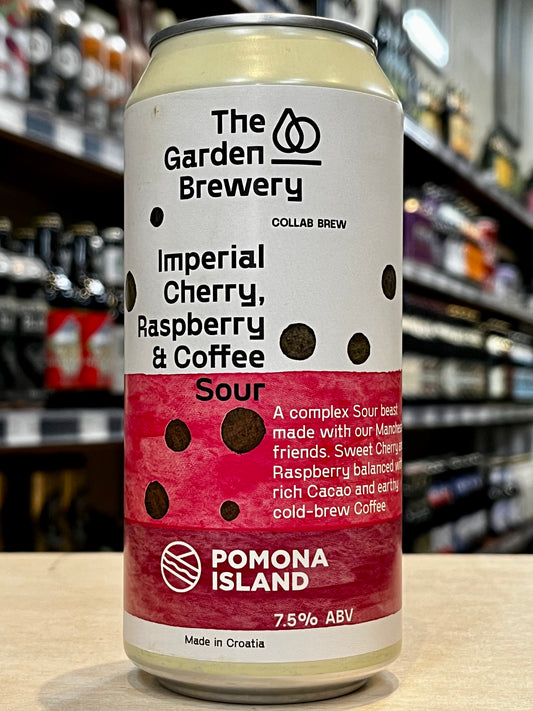 The
Garden
Brewery
COLLAB BREW
Imperial
Cherry,
Raspberry
& Coffee
Sour
A complex Sour beast
made with our
friends. Sweet Cherry
Raspberry balanced
rich Cacao and earthy
cold-brew Coffee
POMONA
ISLAND
7.5% ABV
Made in Croatia